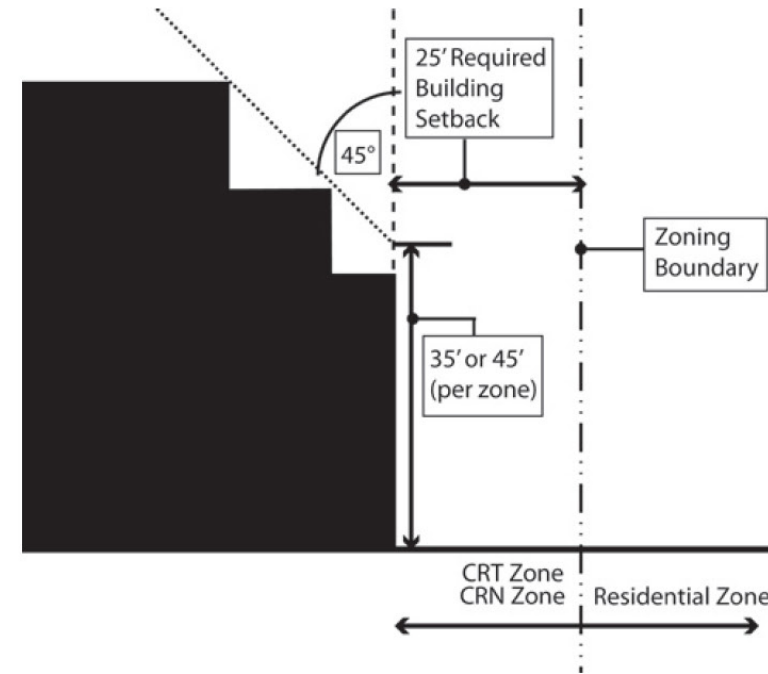 25' Required
Building
Setback
45°
Zoning
Boundary
35' or 45'
(per zone)
CRT Zone
CRN Zone
Residential Zone